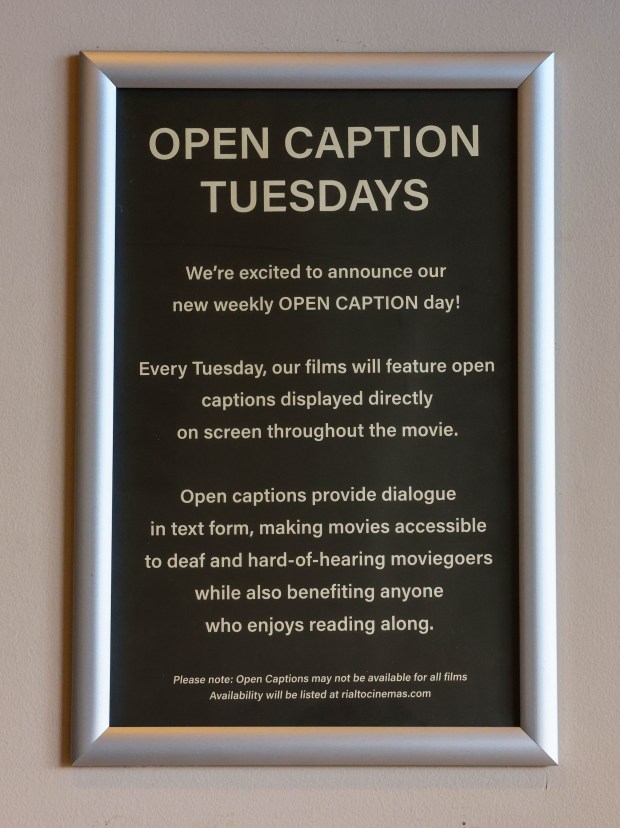 OPEN CAPTION
TUESDAYS
We’re excited to announce our
new weekly OPEN CAPTION day!
Every Tuesday, our films will feature open
captions displayed directly
on screen throughout the movie.
Open captions provide dialogue
in text form, making movies accessible
to deaf and hard-of-hearing moviegoers
while also benefiting anyone
who enjoys reading along.
Please note: Open Captions may not be available for all films
Availability will be listed at rialtocinemas.com